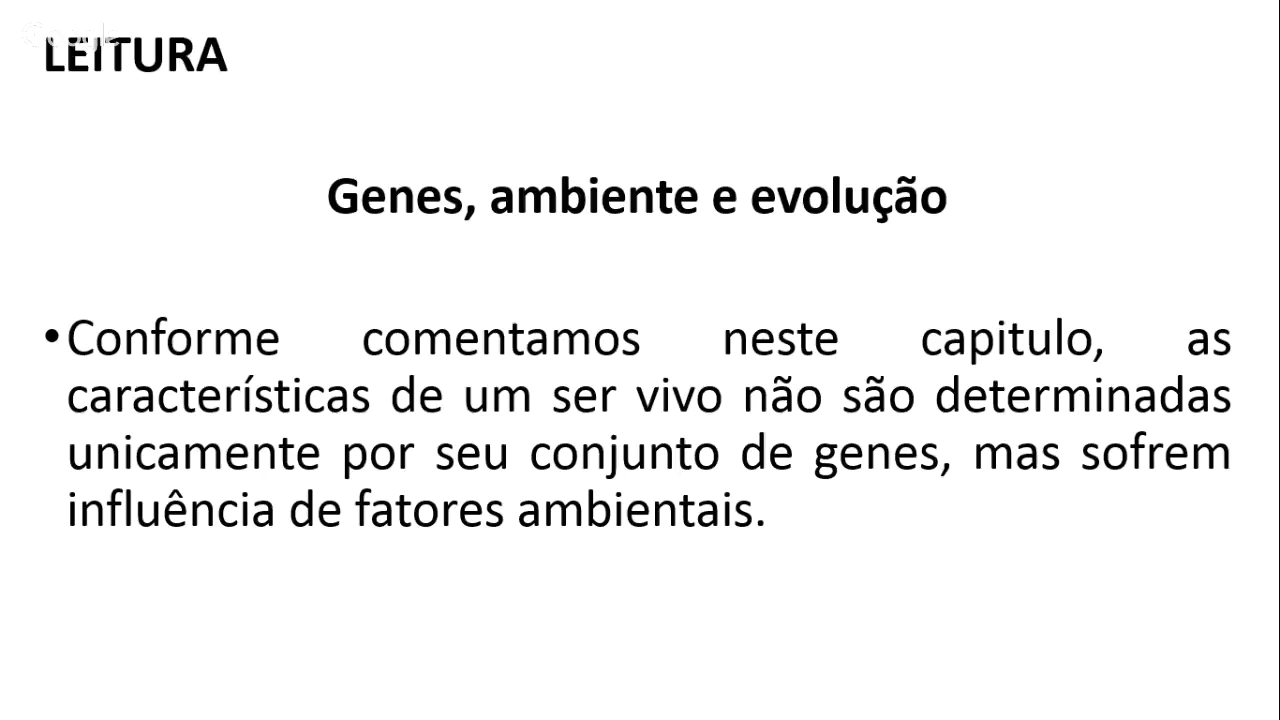 Google
LEITURA
Genes, ambiente e evolução
•Conforme comentamos neste capitulo, as
características de um ser vivo não são determinadas
unicamente por seu conjunto de genes, mas sofrem
influência de fatores ambientais.